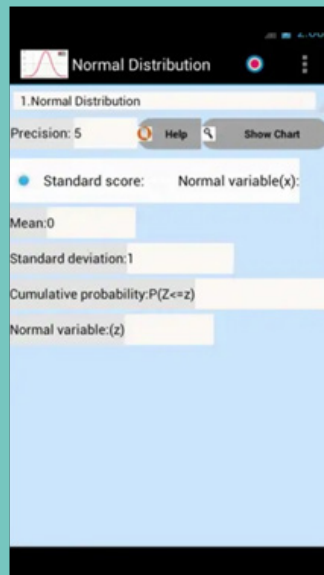 Normal Distribution
1.Normal Distribution
Precision: 5 Help Show Chart
Standard score: Normal variable(x):
Mean:0
Standard deviation:1
Cumulative probability:P(Z<=z)
Normal variable:(z)